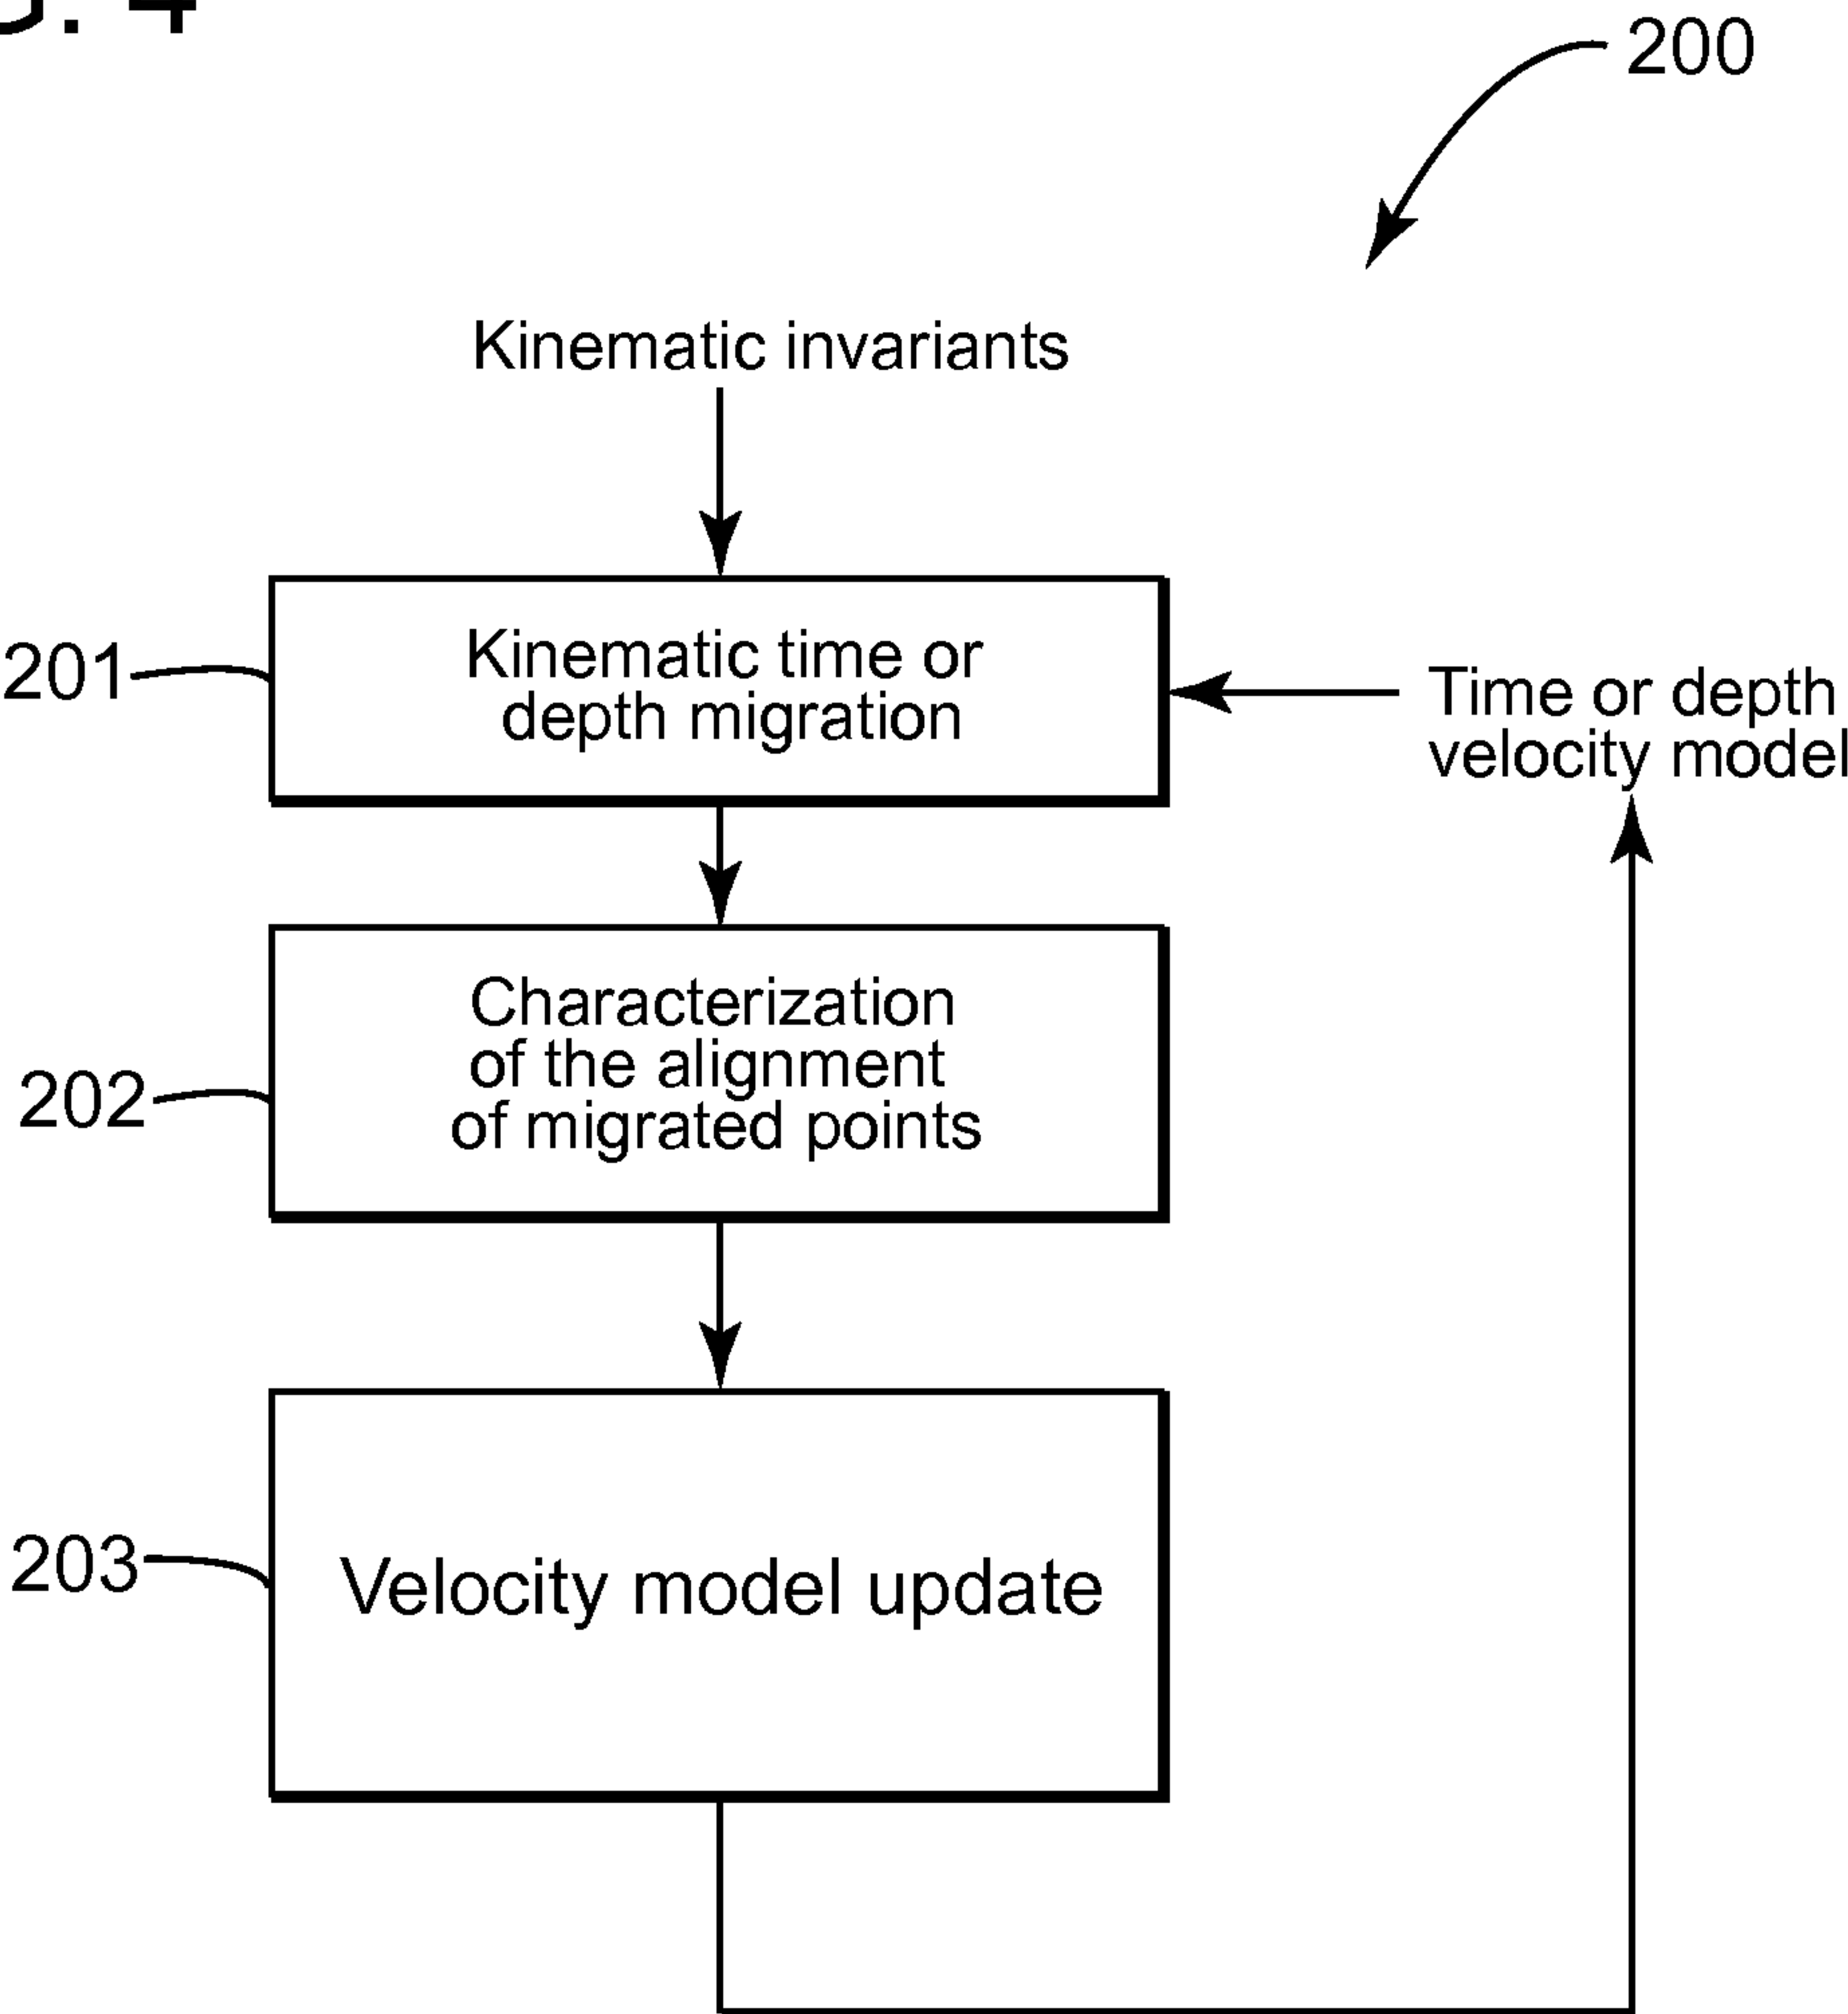 . 4
200
Kinematic invariants
201
Kinematic time or
depth migration
Time or depth
velocity model
Characterization
of the alignment
of migrated points
202
203
Velocity model update